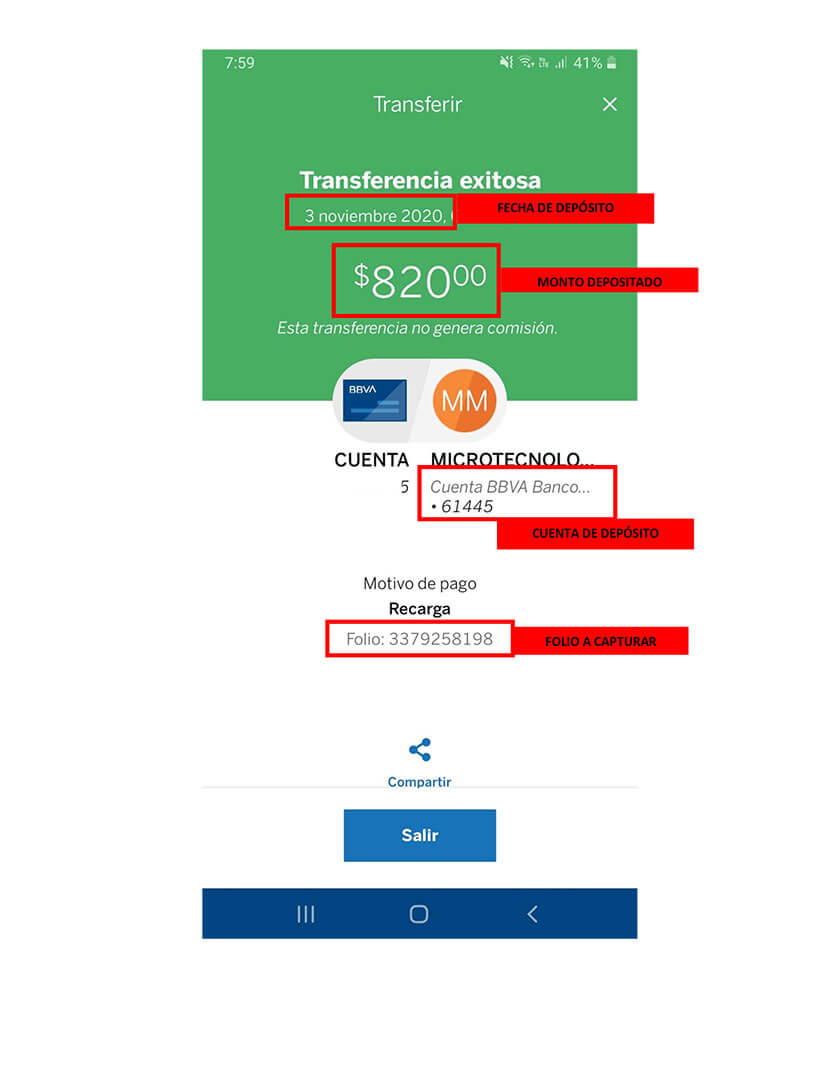 7:59 41%
Transferir
Transferencia exitosa
3 noviembre 2020, FECHA DE DEPÓSITO
$820.00 MONTO DEPOSITADO
Esta transferencia no genera comisión.
BBVA MM
CUENTA MICROTECNOLO...
5 Cuenta BBVA Banco...
• 61445
CUENTA DE DEPÓSITO
Motivo de pago
Recarga
Folio: 3379258198 FOLIO A CAPTURAR
Compartir
Salir